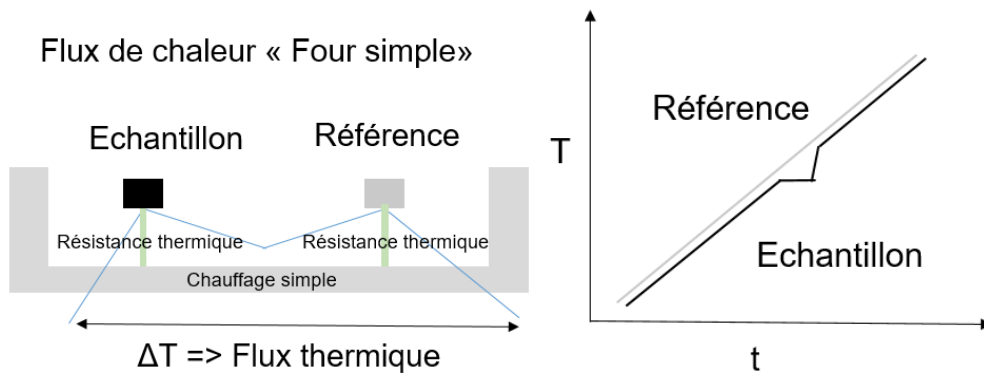 Flux de chaleur « Four simple»
Echantillon
Référence
Résistance thermique
Résistance thermique
Chauffage simple
ΔT => Flux thermique
Référence
T
Echantillon
t